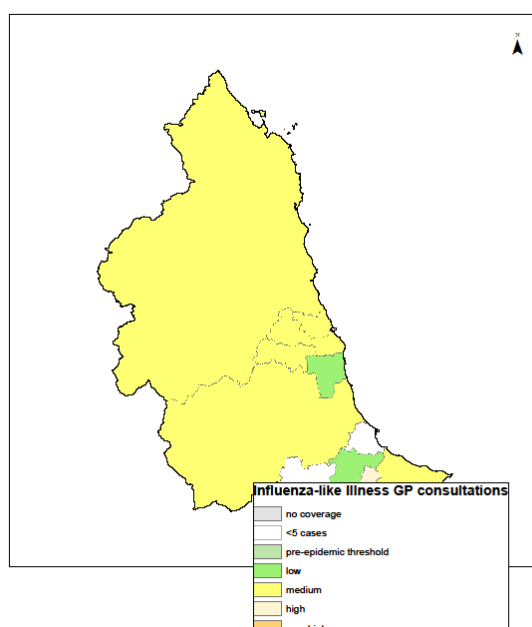 N
Influenza-like Illness GP consultations
no coverage
<5 cases
pre-epidemic threshold
low
medium
high